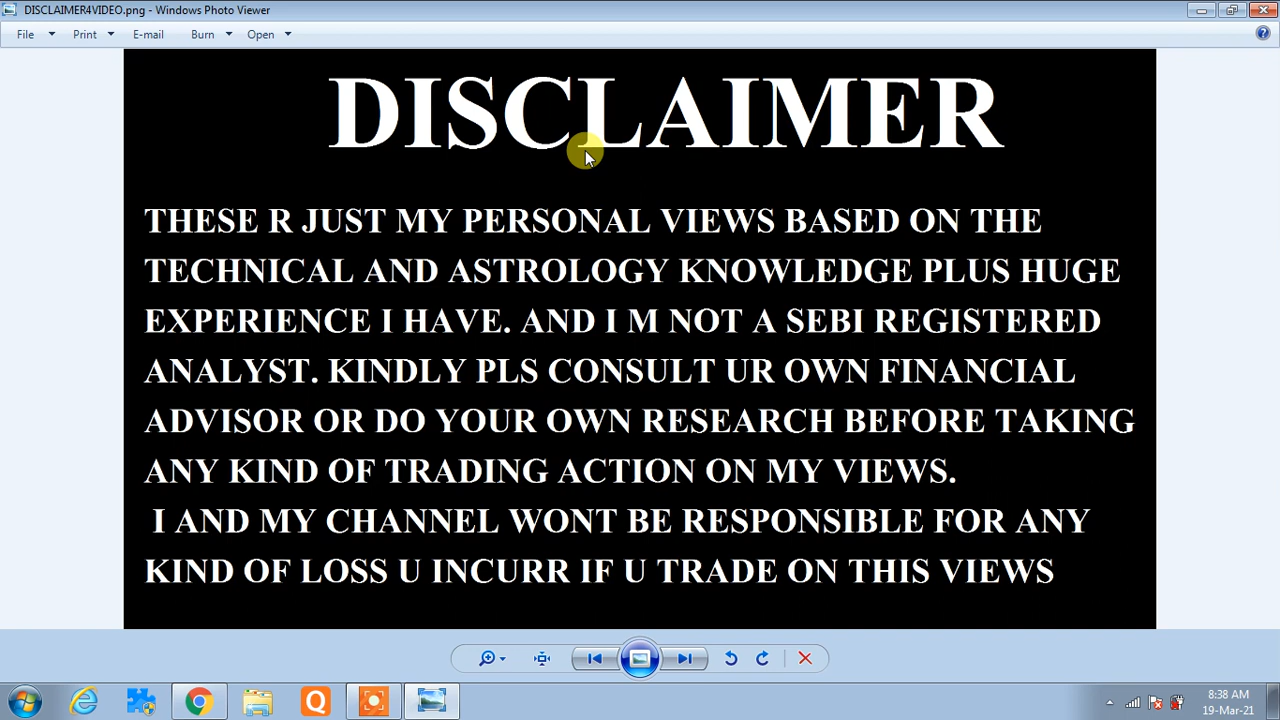 DISCLAIMER4VIDEO.png - Windows Photo Viewer
File Print E-mail Burn Open
DISCLAIMER
THESE R JUST MY PERSONAL VIEWS BASED ON THE
TECHNICAL AND ASTROLOGY KNOWLEDGE PLUS HUGE
EXPERIENCE I HAVE. AND I M NOT A SEBI REGISTERED
ANALYST. KINDLY PLS CONSULT UR OWN FINANCIAL
ADVISOR OR DO YOUR OWN RESEARCH BEFORE TAKING
ANY KIND OF TRADING ACTION ON MY VIEWS.
I AND MY CHANNEL WONT BE RESPONSIBLE FOR ANY
KIND OF LOSS U INCURR IF U TRADE ON THIS VIEWS
Q
8:38 AM
19-Mar-21